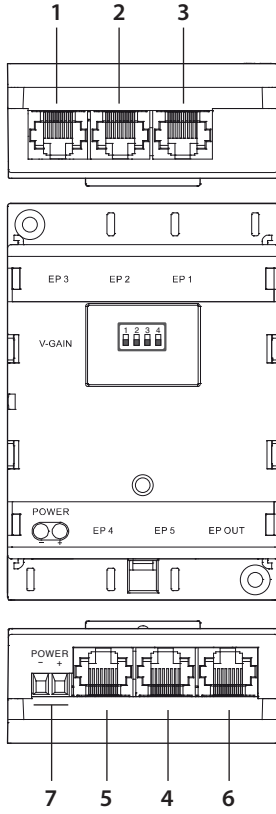 1 2 3
EP 3 EP 2 EP 1
V-GAIN
1 2 3 4
POWER
- +
EP 4 EP 5 EP OUT
POWER
- +
7 5 4 6